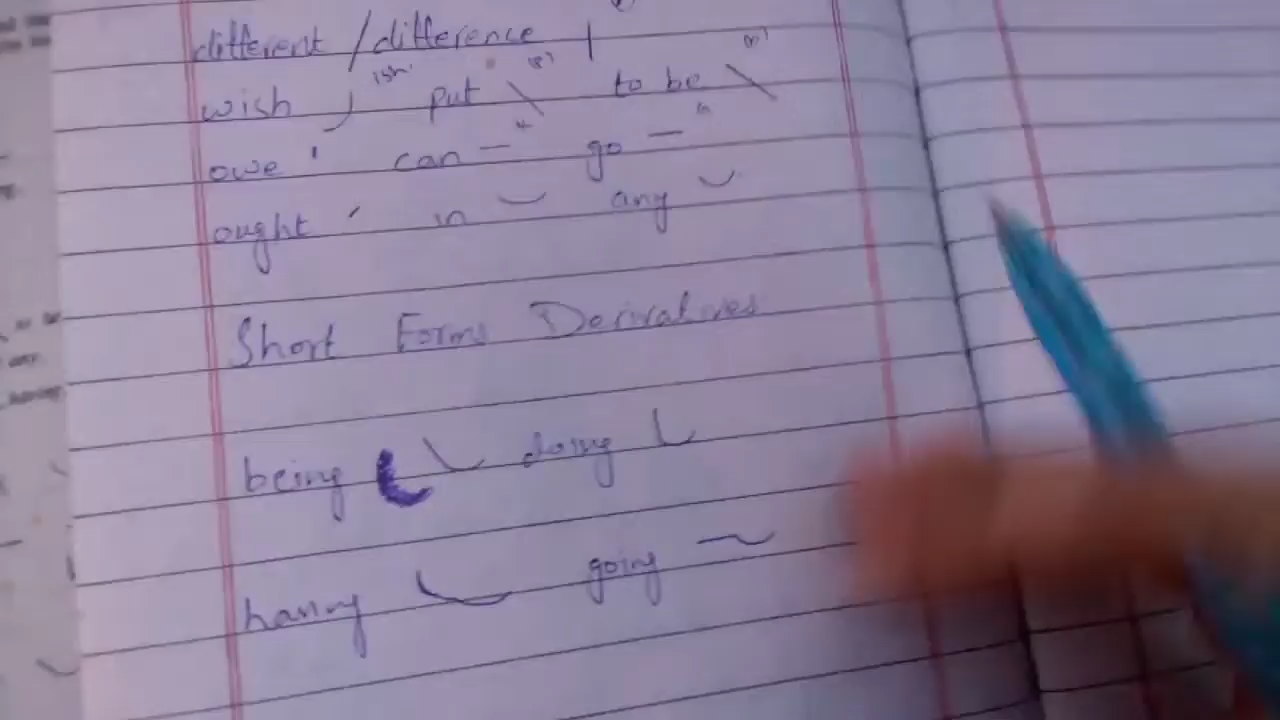 different / difference
wish put to be
owe can go
ought in any
Short Forms Derivatives
being doing
having going